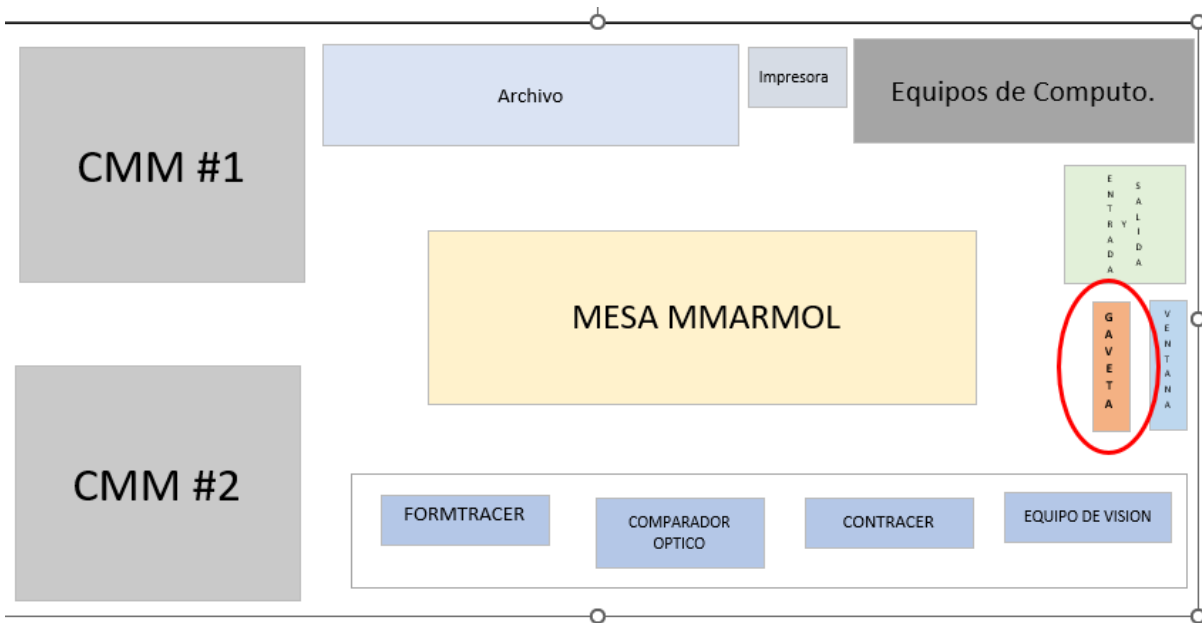 CMM #1
Archivo
Impresora
Equipos de Computo.
ENTRADA
Y
SALIDA
MESA MMARMOL
GAVETA
VENTANA
CMM #2
FORMTRACER
COMPARADOR
OPTICO
CONTRACER
EQUIPO DE VISION